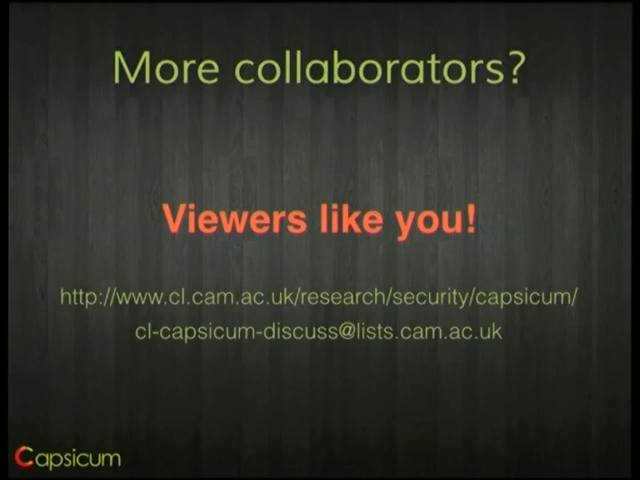 More collaborators?
Viewers like you!
http://www.cl.cam.ac.uk/research/security/capsicum/
cl-capsicum-discuss@lists.cam.ac.uk
Capsicum